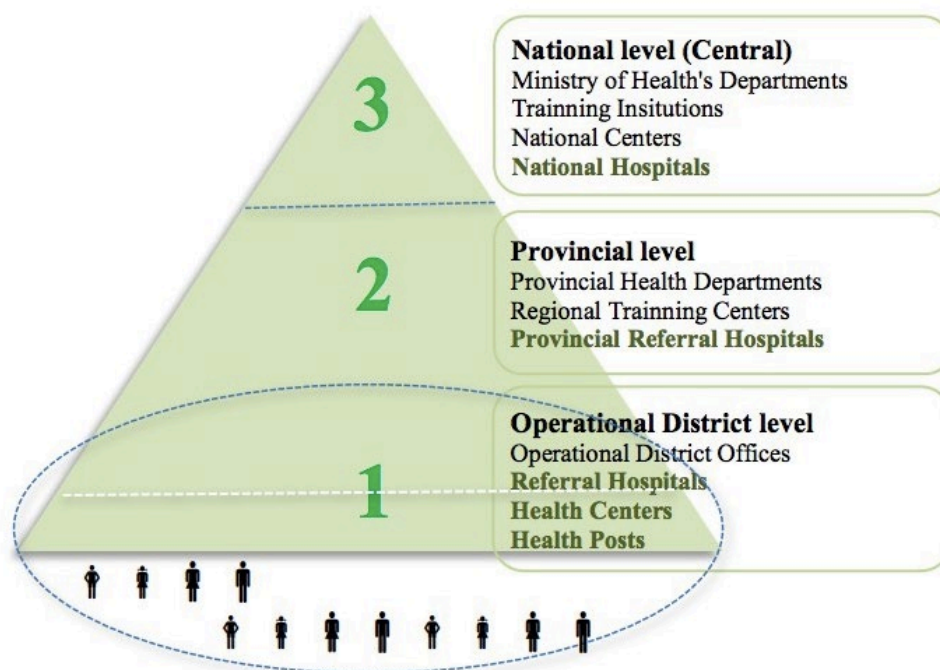 3
National level (Central)
Ministry of Health's Departments
Trainning Insitutions
National Centers
National Hospitals
2
Provincial level
Provincial Health Departments
Regional Trainning Centers
Provincial Referral Hospitals
1
Operational District level
Operational District Offices
Referral Hospitals
Health Centers
Health Posts